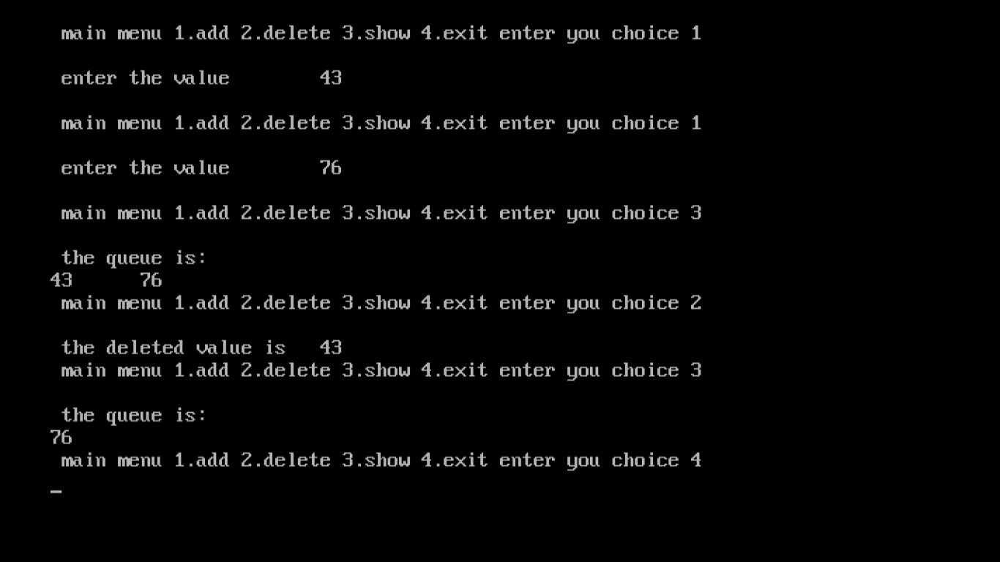 main menu 1.add 2.delete 3.show 4.exit enter you choice 1
enter the value 43
main menu 1.add 2.delete 3.show 4.exit enter you choice 1
enter the value 76
main menu 1.add 2.delete 3.show 4.exit enter you choice 3
the queue is:
43 76
main menu 1.add 2.delete 3.show 4.exit enter you choice 2
the deleted value is 43
main menu 1.add 2.delete 3.show 4.exit enter you choice 3
the queue is:
76
main menu 1.add 2.delete 3.show 4.exit enter you choice 4
_